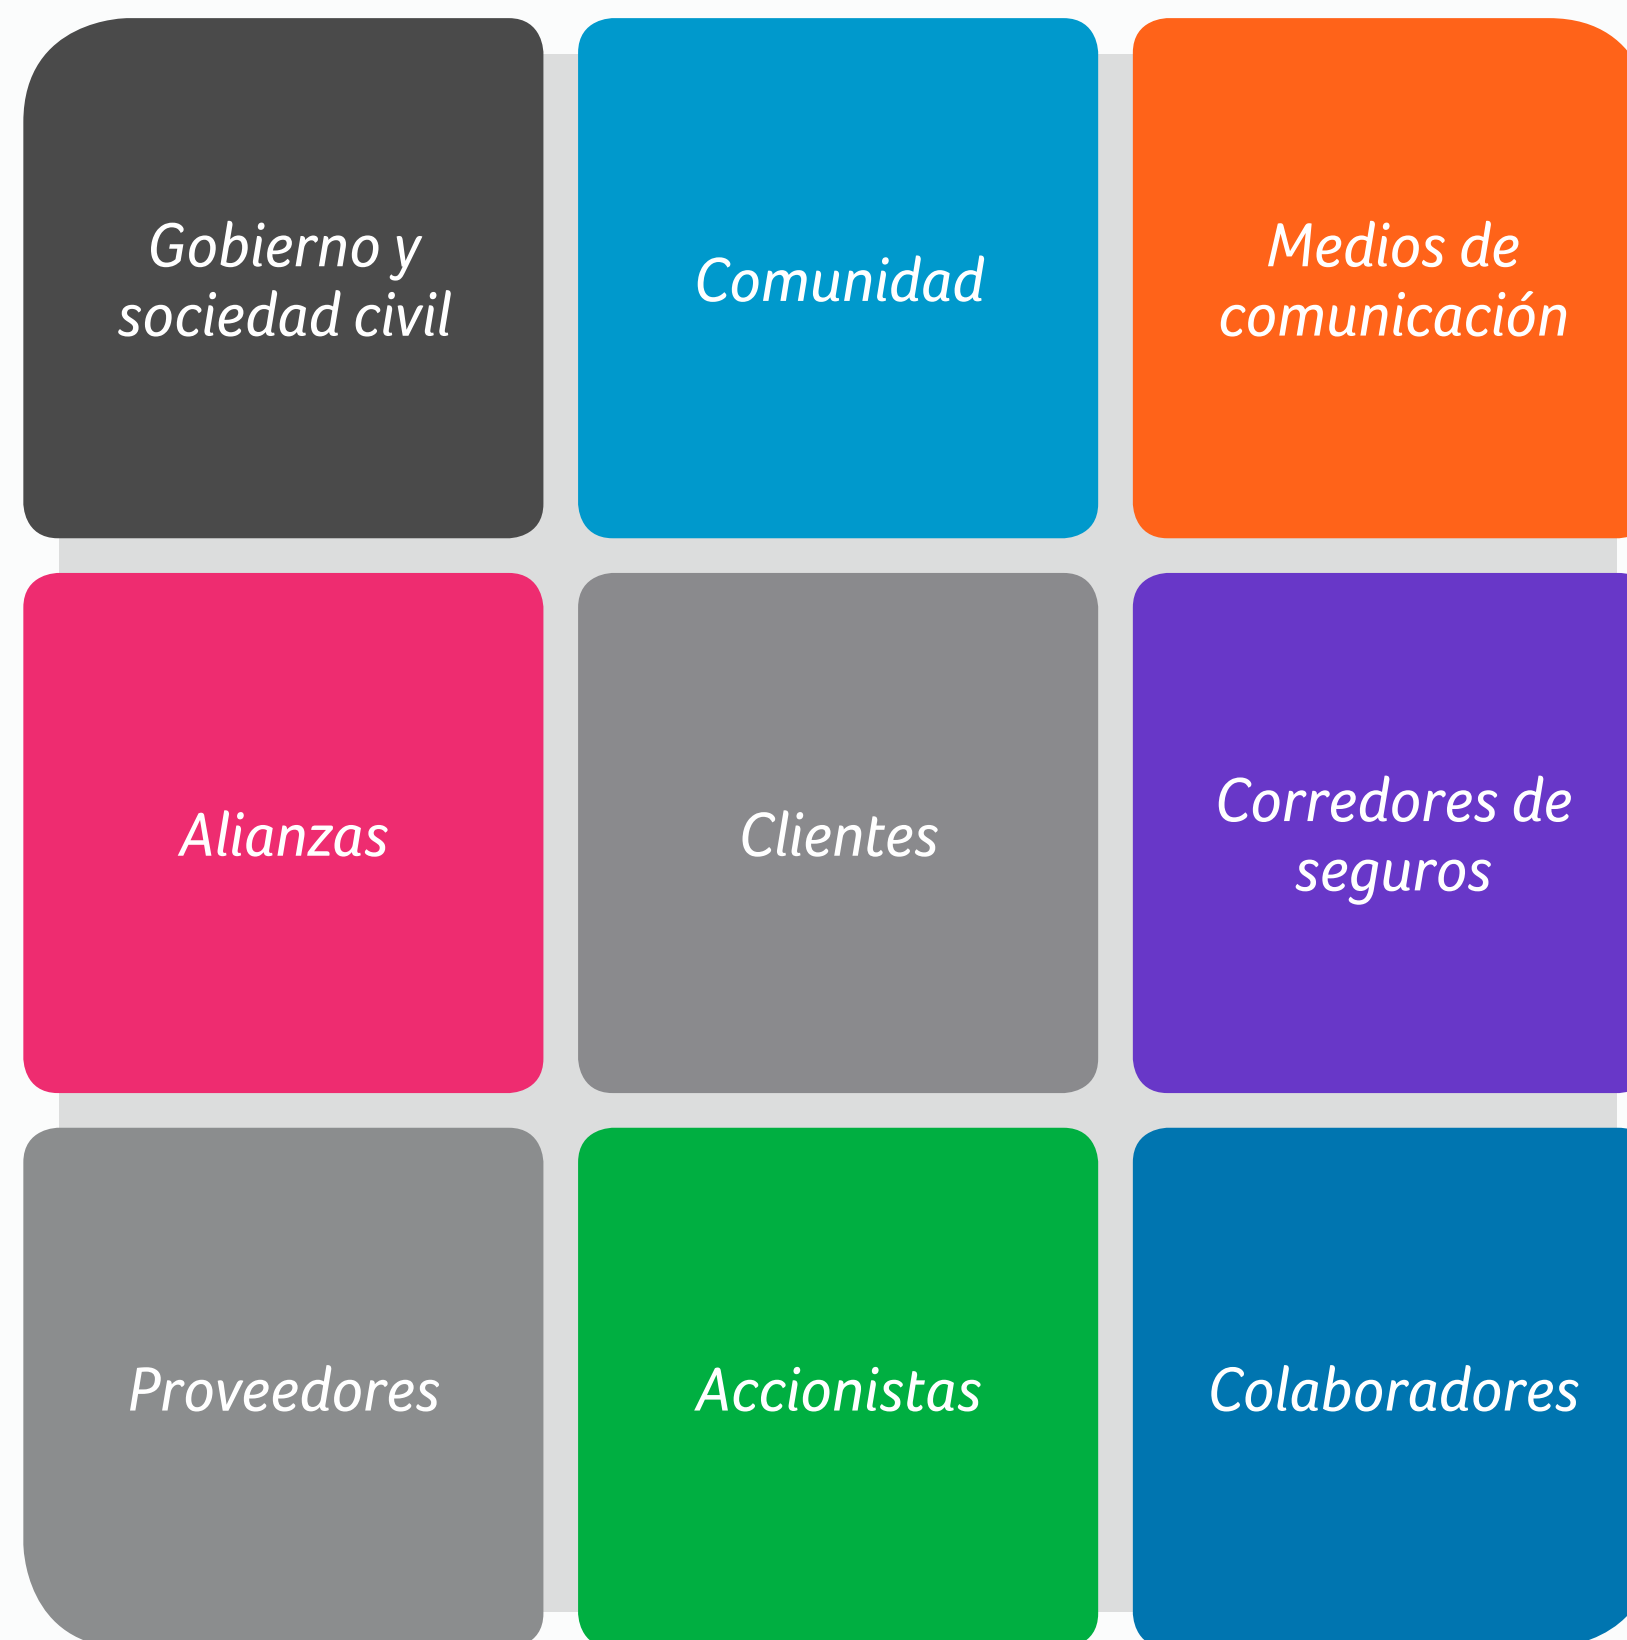 Gobierno y
sociedad civil
Comunidad
Medios de
comunicación
Alianzas
Clientes
Corredores de
seguros
Proveedores
Accionistas
Colaboradores